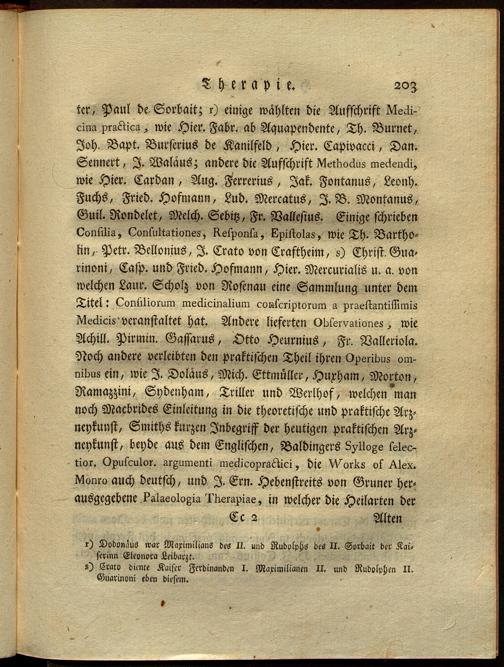 Therapie. 203
ter, Paul de Sorbait; r) einige wählten die Aufschrift Medi-
cina practica, wie Hier. Fabr. ab Aquapendente, Th. Burnet,
Joh. Bapt. Burserius de Kanilfeld, Hier. Capivacci, Dan.
Sennert, J. Waläus; andere die Aufschrift Methodus medendi,
wie Hier. Cardan, Aug. Ferrerius, Jak. Fontanus, Leonh.
Fuchs, Fried. Hofmann, Lud. Mercatus, J. B. Montanus,
Guil. Rondelet, Melch. Sebitz, Fr. Vallesius. Einige schrieben
Consilia, Consultationes, Responsa, Epistolas, wie Th. Bartho-
lin, Petr. Bellonius, J. Crato von Craftheim, s) Christ. Gua-
rinoni, Casp. und Fried. Hofmann, Hier. Mercurialis u. a. von
welchen Laur. Scholz von Rosenau eine Sammlung unter dem
Titel: Consiliorum medicinalium conscriptorum a praestantissimis
Medicis veranstaltet hat. Andere lieferten Observationes, wie
Achill. Pirmin. Gassarus, Otto Heurnius, Fr. Valleriola.
Noch andere verleibten den praktischen Theil ihren Operibus om-
nibus ein, wie J. Doläus, Mich. Ettmüller, Huxham, Morton,
Ramazzini, Sydenham, Triller und Werlhof, welchen man
noch Macbrides Einleitung in die theoretische und praktische Arz-
neykunst, Smiths kurzen Inbegriff der heutigen praktischen Arz-
neykunst, beyde aus dem Englischen, Baldingers Sylloge selec-
tior. Opusculor. argumenti medicopractici, die Works of Alex.
Monro auch deutsch, und J. Ern. Hebenstreits von Gruner her-
ausgegebene Palaeologia Therapiae, in welcher die Heilarten der
Cc 2 Alten
r) Dodonäus war Maximilians des II. und Rudolphs des II. Sorbait der Kai-
serinn Eleonora Leibarzt.
s) Crato diente Kaiser Ferdinanden I. Maximilianen II. und Rudolphen II.
Guarinoni eben diesem.